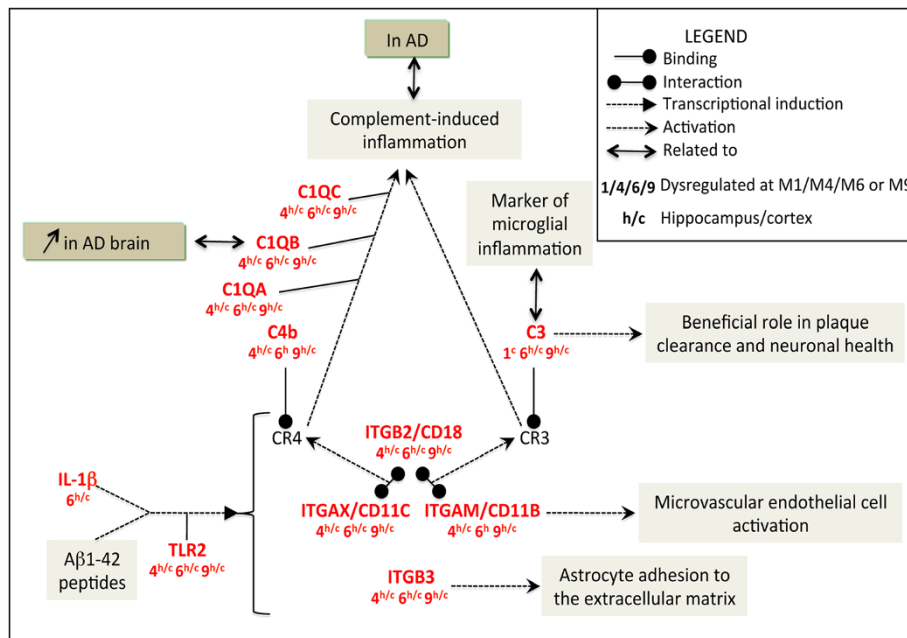 In AD
Complement-induced
inflammation
LEGEND
Binding
Interaction
Transcriptional induction
Activation
Related to
1/4/6/9 Dysregulated at M1/M4/M6 or M9
h/c Hippocampus/cortex
Marker of
microglial
inflammation
C1QC
4h/c 6h/c 9h/c
in AD brain
C1QB
4h/c 6h/c 9h/c
C1QA
4h/c 6h/c 9h/c
C4b
4h/c 6h 9h/c
C3
1c 6h/c 9h/c
Beneficial role in plaque
clearance and neuronal health
CR4
ITGB2/CD18
4h/c 6h/c 9h/c
CR3
IL-1β
6h/c
ITGAX/CD11C
4h/c 6h/c 9h/c
ITGAM/CD11B
4h/c 6h 9h/c
Microvascular endothelial cell
activation
Aβ1-42
peptides
TLR2
4h/c 6h/c 9h/c
ITGB3
4h/c 6h/c 9h/c
Astrocyte adhesion to
the extracellular matrix